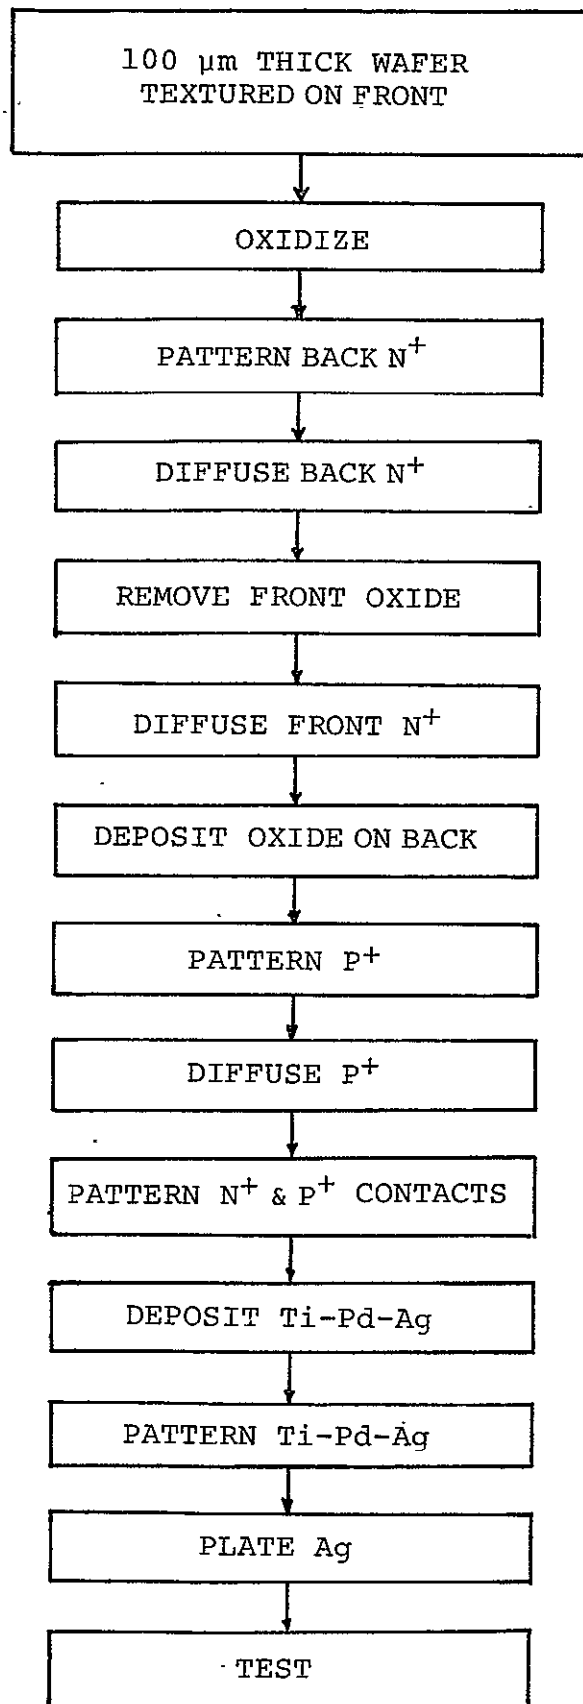 100 µm THICK WAFER
TEXTURED ON FRONT
OXIDIZE
PATTERN BACK N⁺
DIFFUSE BACK N⁺
REMOVE FRONT OXIDE
DIFFUSE FRONT N⁺
DEPOSIT OXIDE ON BACK
PATTERN P⁺
DIFFUSE P⁺
PATTERN N⁺ & P⁺ CONTACTS
DEPOSIT Ti-Pd-Ag
PATTERN Ti-Pd-Ag
PLATE Ag
TEST